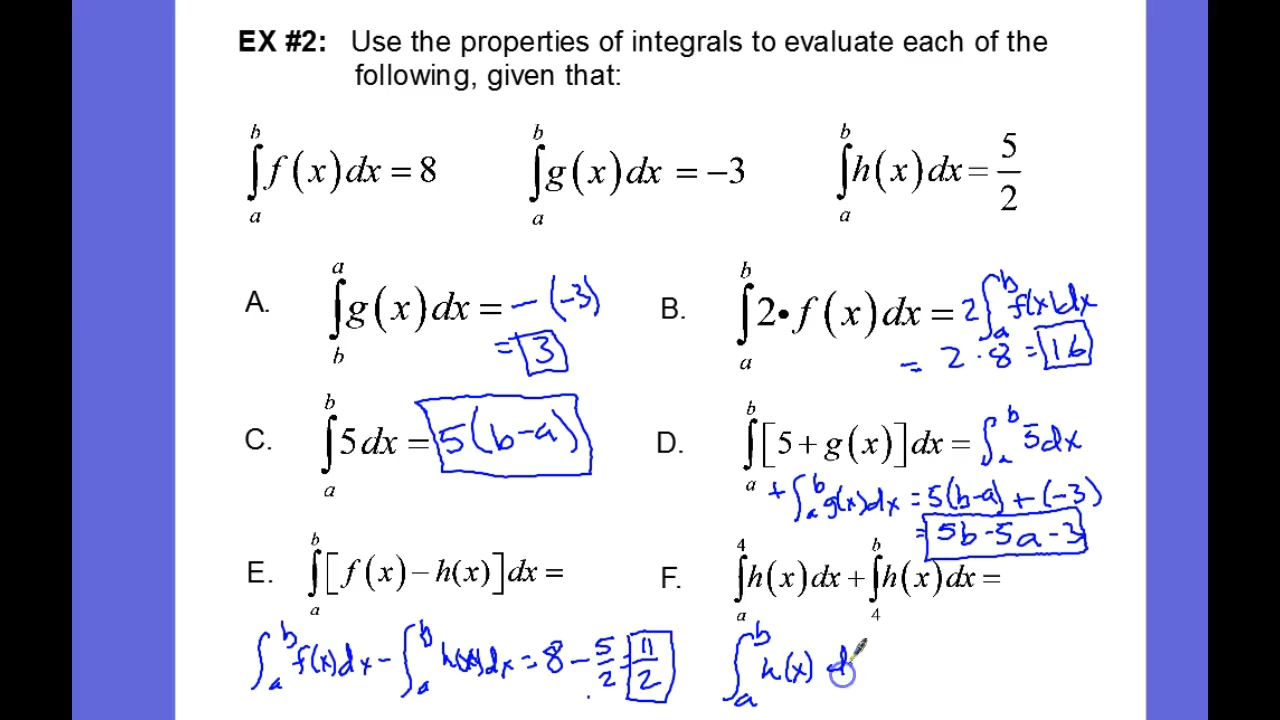 EX #2: Use the properties of integrals to evaluate each of the
following, given that:
∫_a^b f(x)dx = 8 ∫_a^b g(x)dx = −3 ∫_a^b h(x)dx = 5/2
A. ∫_b^a g(x)dx = −(−3)
= 3
B. ∫_a^b 2•f(x)dx = 2∫_a^b f(x)dx
= 2·8 = 16
C. ∫_a^b 5dx = 5(b−a)
D. ∫_a^b [5+g(x)]dx = ∫_a^b 5dx
+ ∫_a^b g(x)dx = 5(b−a) + (−3)
= 5b−5a−3
E. ∫_a^b [f(x)−h(x)]dx =
∫_a^b f(x)dx − ∫_a^b h(x)dx = 8 − 5/2 = 11/2
F. ∫_a^4 h(x)dx + ∫_4^b h(x)dx =
∫_a^b h(x) d